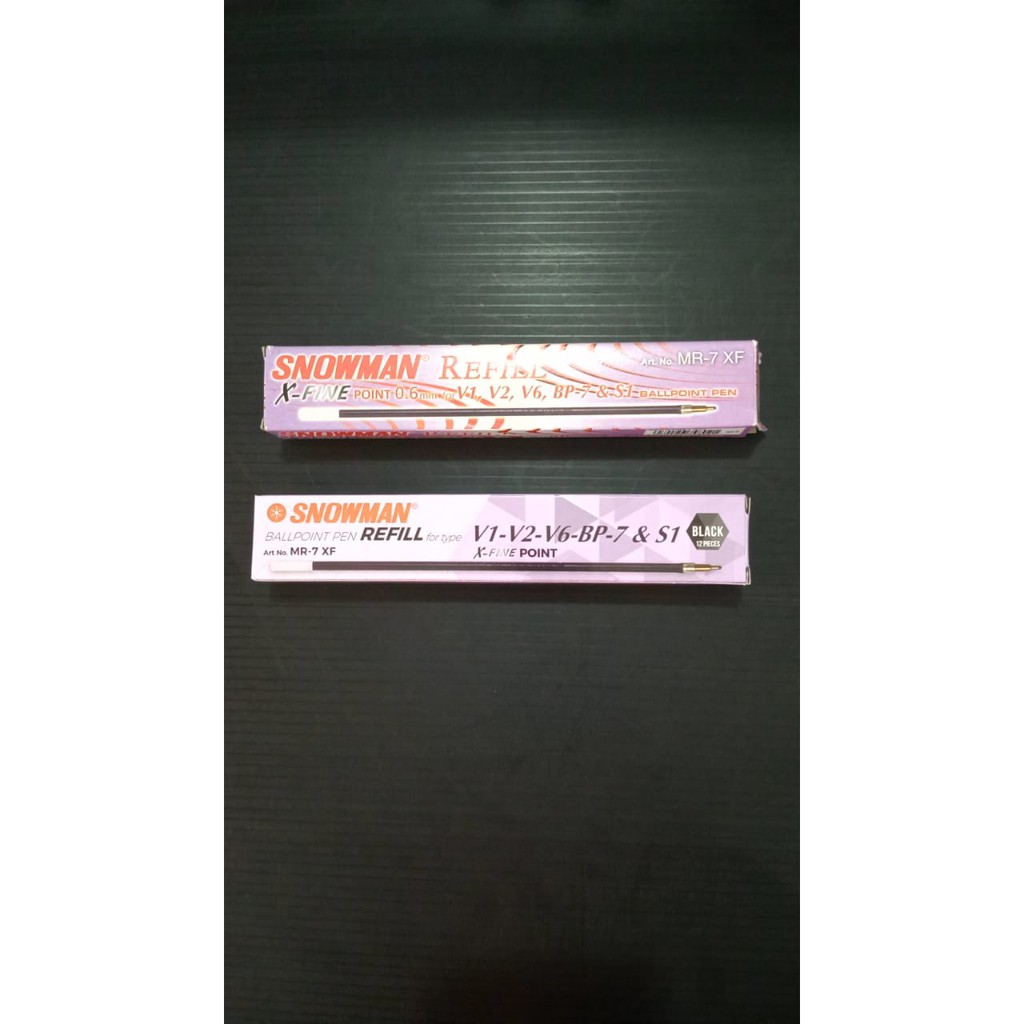 SNOWMAN® REFILL Art. No. MR-7 XF
X-FINE POINT 0.6mm for V1, V2, V6, BP-7 & S1 BALLPOINT PEN
SNOWMAN
SNOWMAN®
BALLPOINT PEN REFILL for type V1-V2-V6-BP-7 & S1
Art. No. MR-7 XF X-FINE POINT
BLACK
12 PIECES